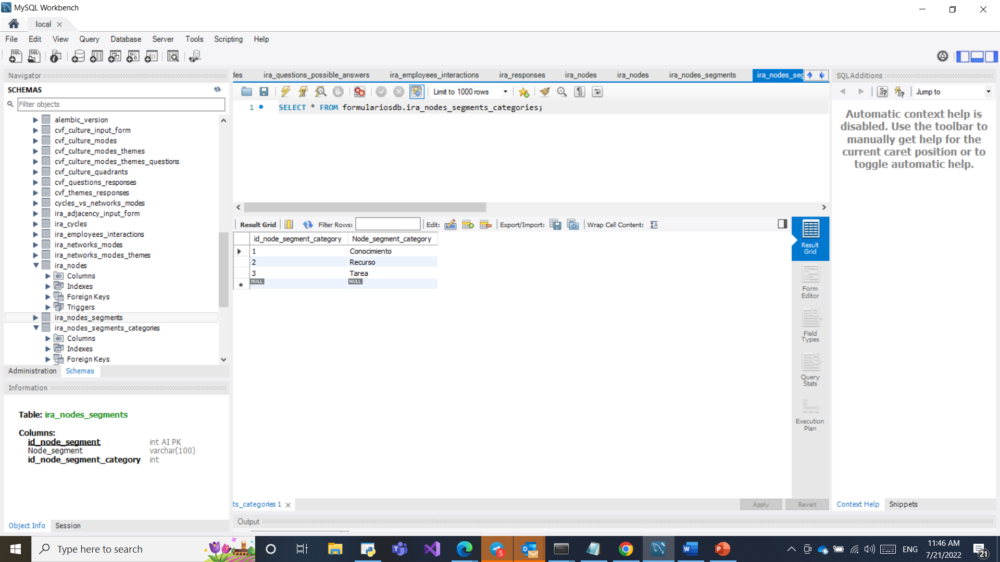 MySQL Workbench
local
File Edit View Query Database Server Tools Scripting Help
Navigator
SCHEMAS
Filter objects
alembic_version
cvf_culture_input_form
cvf_culture_modes
cvf_culture_modes_themes
cvf_culture_modes_themes_questions
cvf_culture_quadrants
cvf_questions_responses
cvf_themes_responses
cycles_vs_networks_modes
ira_adjacency_input_form
ira_cycles
ira_employees_interactions
ira_networks_modes
ira_networks_modes_themes
ira_nodes
Columns
Indexes
Foreign Keys
Triggers
ira_nodes_segments
ira_nodes_segments_categories
Columns
Indexes
Foreign Keys
Administration Schemas
Information
Table: ira_nodes_segments
Columns:
id_node_segment int AI PK
Node_segment varchar(100)
id_node_segment_category int
Object Info Session
des ira_questions_possible_answers ira_employees_interactions ira_responses ira_nodes ira_nodes ira_nodes_segments ira_nodes_seg
Limit to 1000 rows
1 SELECT * FROM formulariosdb.ira_nodes_segments_categories;
Result Grid Filter Rows: Edit: Export/Import: Wrap Cell Content:
id_node_segment_category Node_segment_category
1 Conocimiento
2 Recurso
3 Tarea
NULL NULL
Result
Grid
Form
Editor
Field
Types
Query
Stats
Execution
Plan
ts_categories 1
Apply Revert
Output
SQLAdditions
Jump to
Automatic context help is
disabled. Use the toolbar to
manually get help for the
current caret position or to
toggle automatic help.
Context Help Snippets
Type here to search
5
ENG
11:46 AM
7/21/2022
21